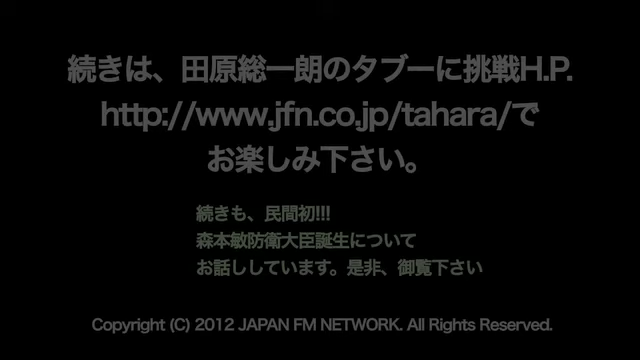 続きは、田原総一朗のタブーに挑戦H.P.
http://www.jfn.co.jp/tahara/で
お楽しみ下さい。
続きも、民間初!!!
森本敏防衛大臣誕生について
お話ししています。是非、御覧下さい
Copyright (C) 2012 JAPAN FM NETWORK. All Rights Reserved.